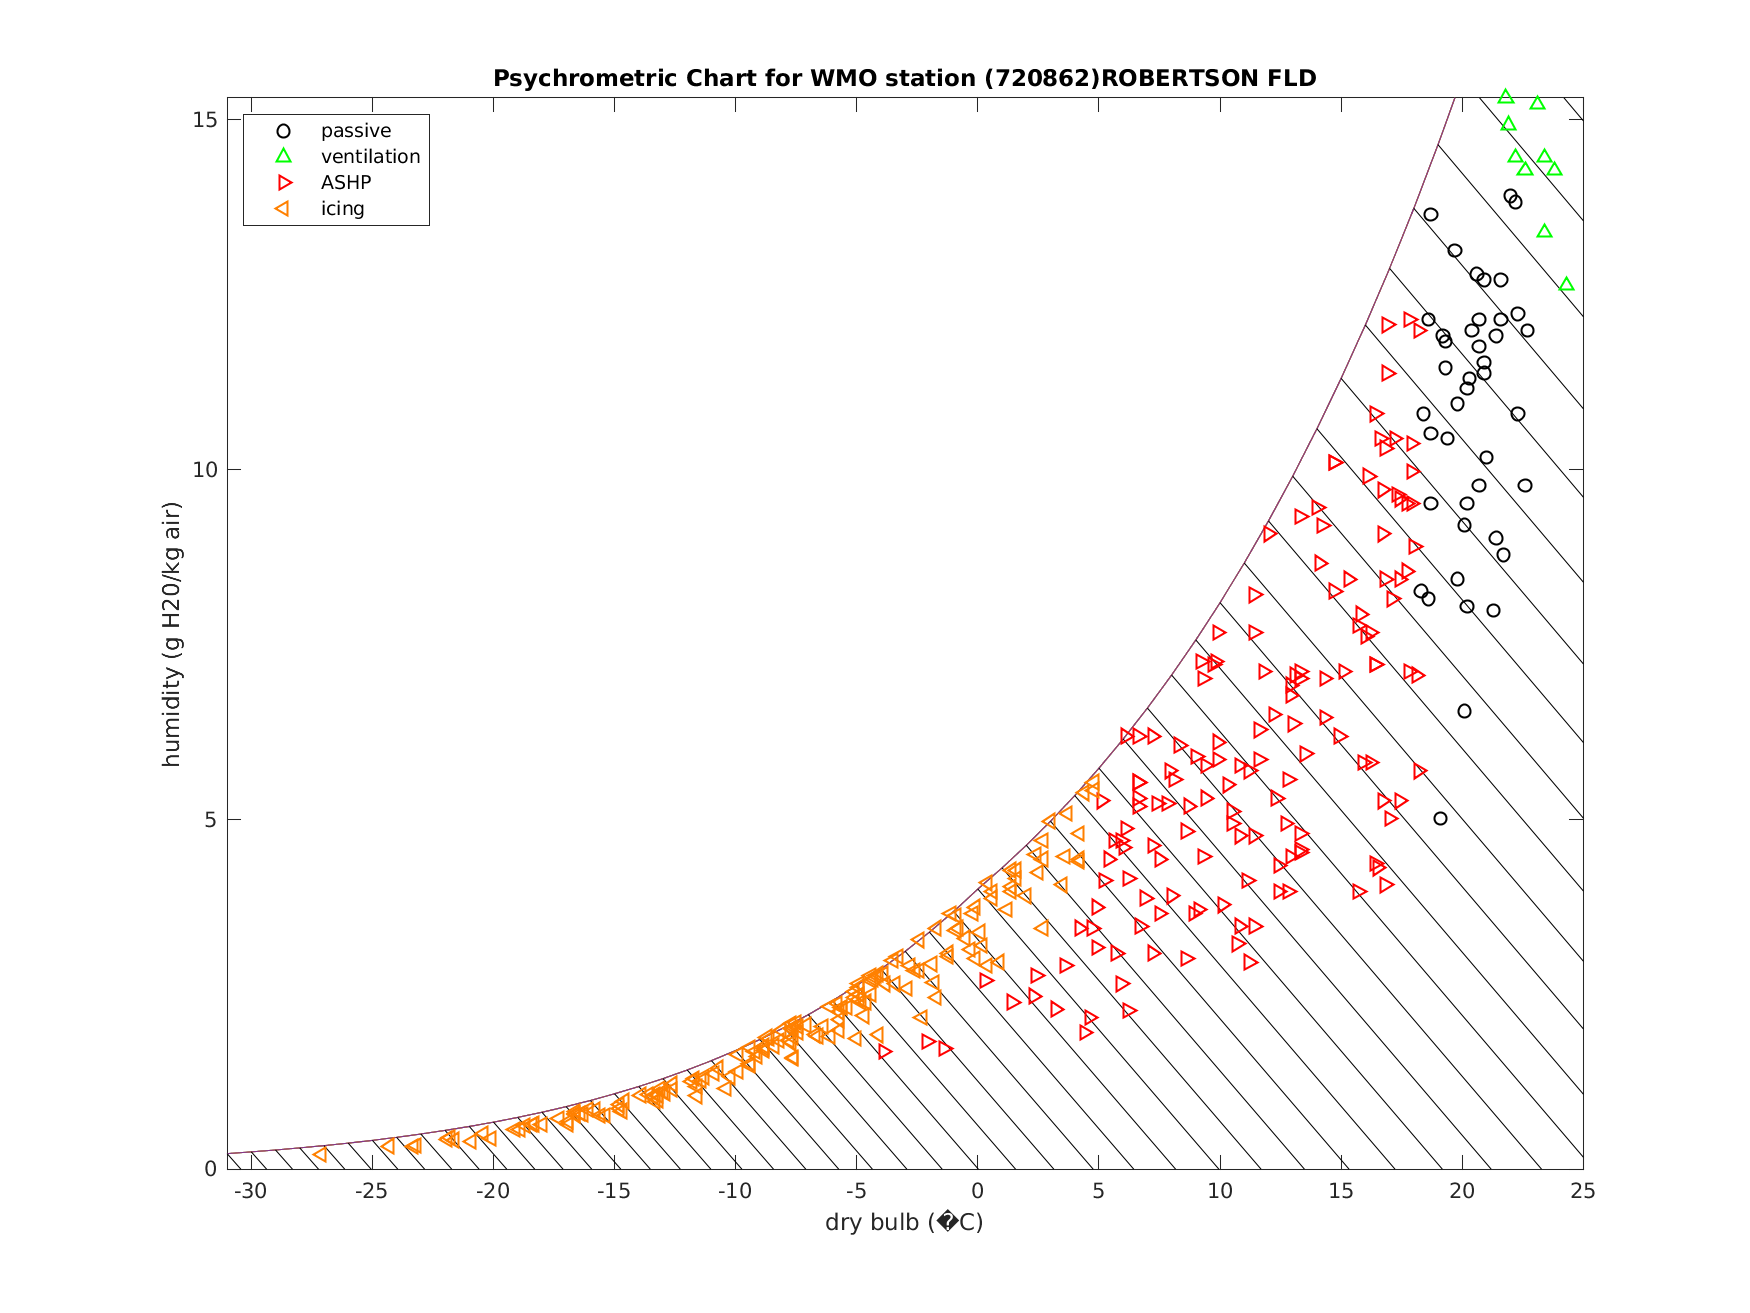 Psychrometric Chart for WMO station (720862)ROBERTSON FLD
passive
ventilation
ASHP
icing
15
10
5
0
humidity (g H20/kg air)
-30 -25 -20 -15 -10 -5 0 5 10 15 20 25
dry bulb (�C)